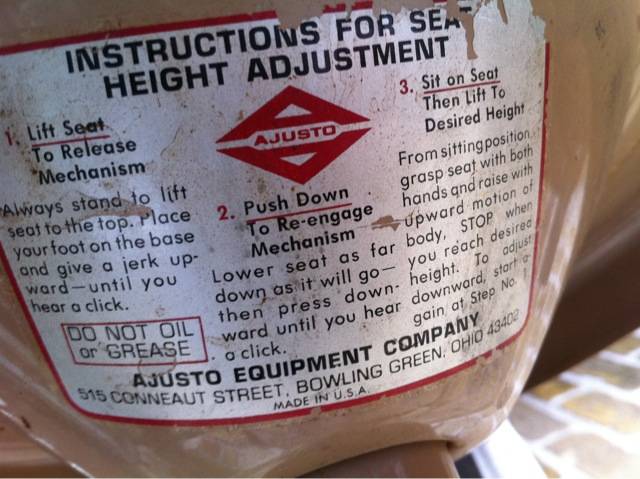 INSTRUCTIONS FOR SEA
HEIGHT ADJUSTMENT
1. Lift Seat
To Release
Mechanism
Always stand to lift
seat to the top. Place
your foot on the base
and give a jerk up-
ward—until you
hear a click.
DO NOT OIL
or GREASE
AJUSTO
2. Push Down
To Re-engage
Mechanism
Lower seat as far
down as it will go—
then press down-
ward until you hear
a click.
3. Sit on Seat
Then Lift To
Desired Height
From sitting position,
grasp seat with both
hands and raise with
upward motion of
body, STOP when
you reach desired
height. To adjust
downward, start a-
gain at Step No. 1
AJUSTO EQUIPMENT COMPANY
515 CONNEAUT STREET, BOWLING GREEN, OHIO 43402
MADE IN U.S.A.